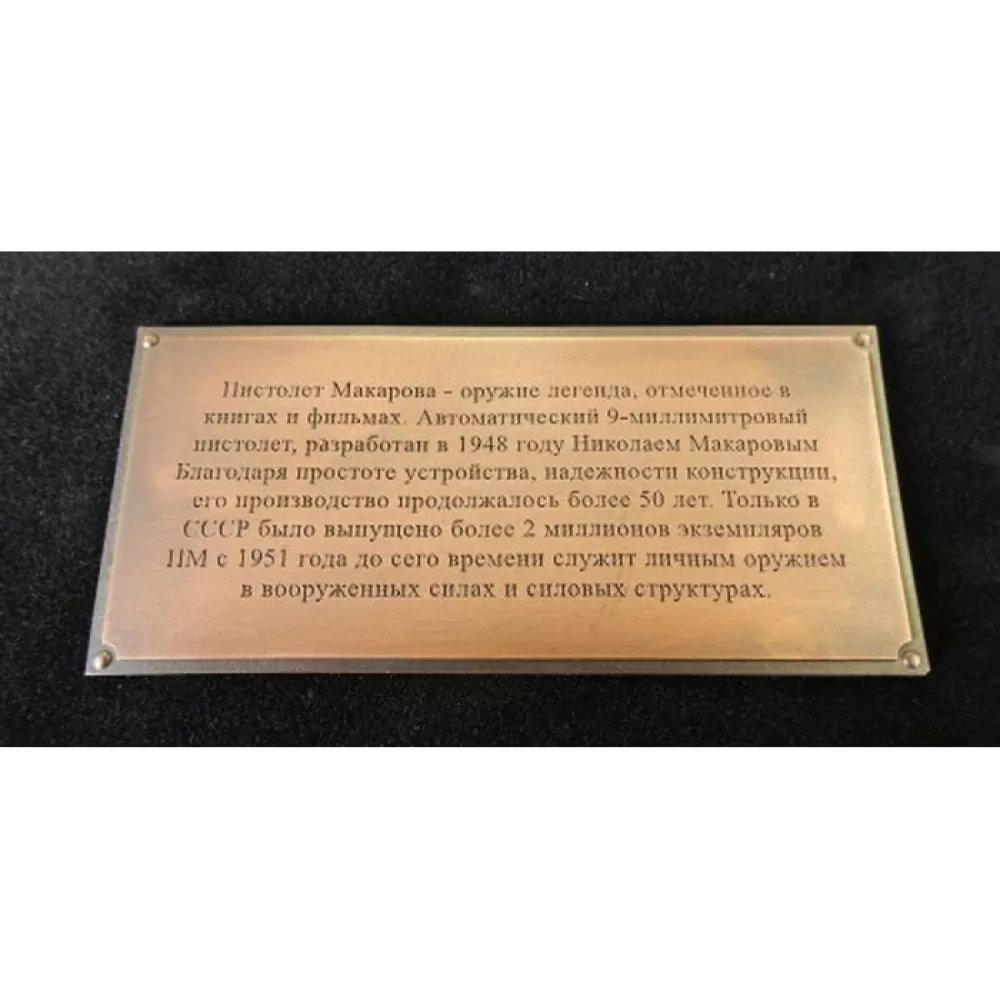 Пистолет Макарова - оружие легенда, отмеченное в
книгах и фильмах. Автоматический 9-миллимитровый
пистолет, разработан в 1948 году Николаем Макаровым
Благодаря простоте устройства, надежности конструкции,
его производство продолжалось более 50 лет. Только в
СССР было выпущено более 2 миллионов экземпляров
ПМ с 1951 года до сего времени служит личным оружием
в вооруженных силах и силовых структурах.